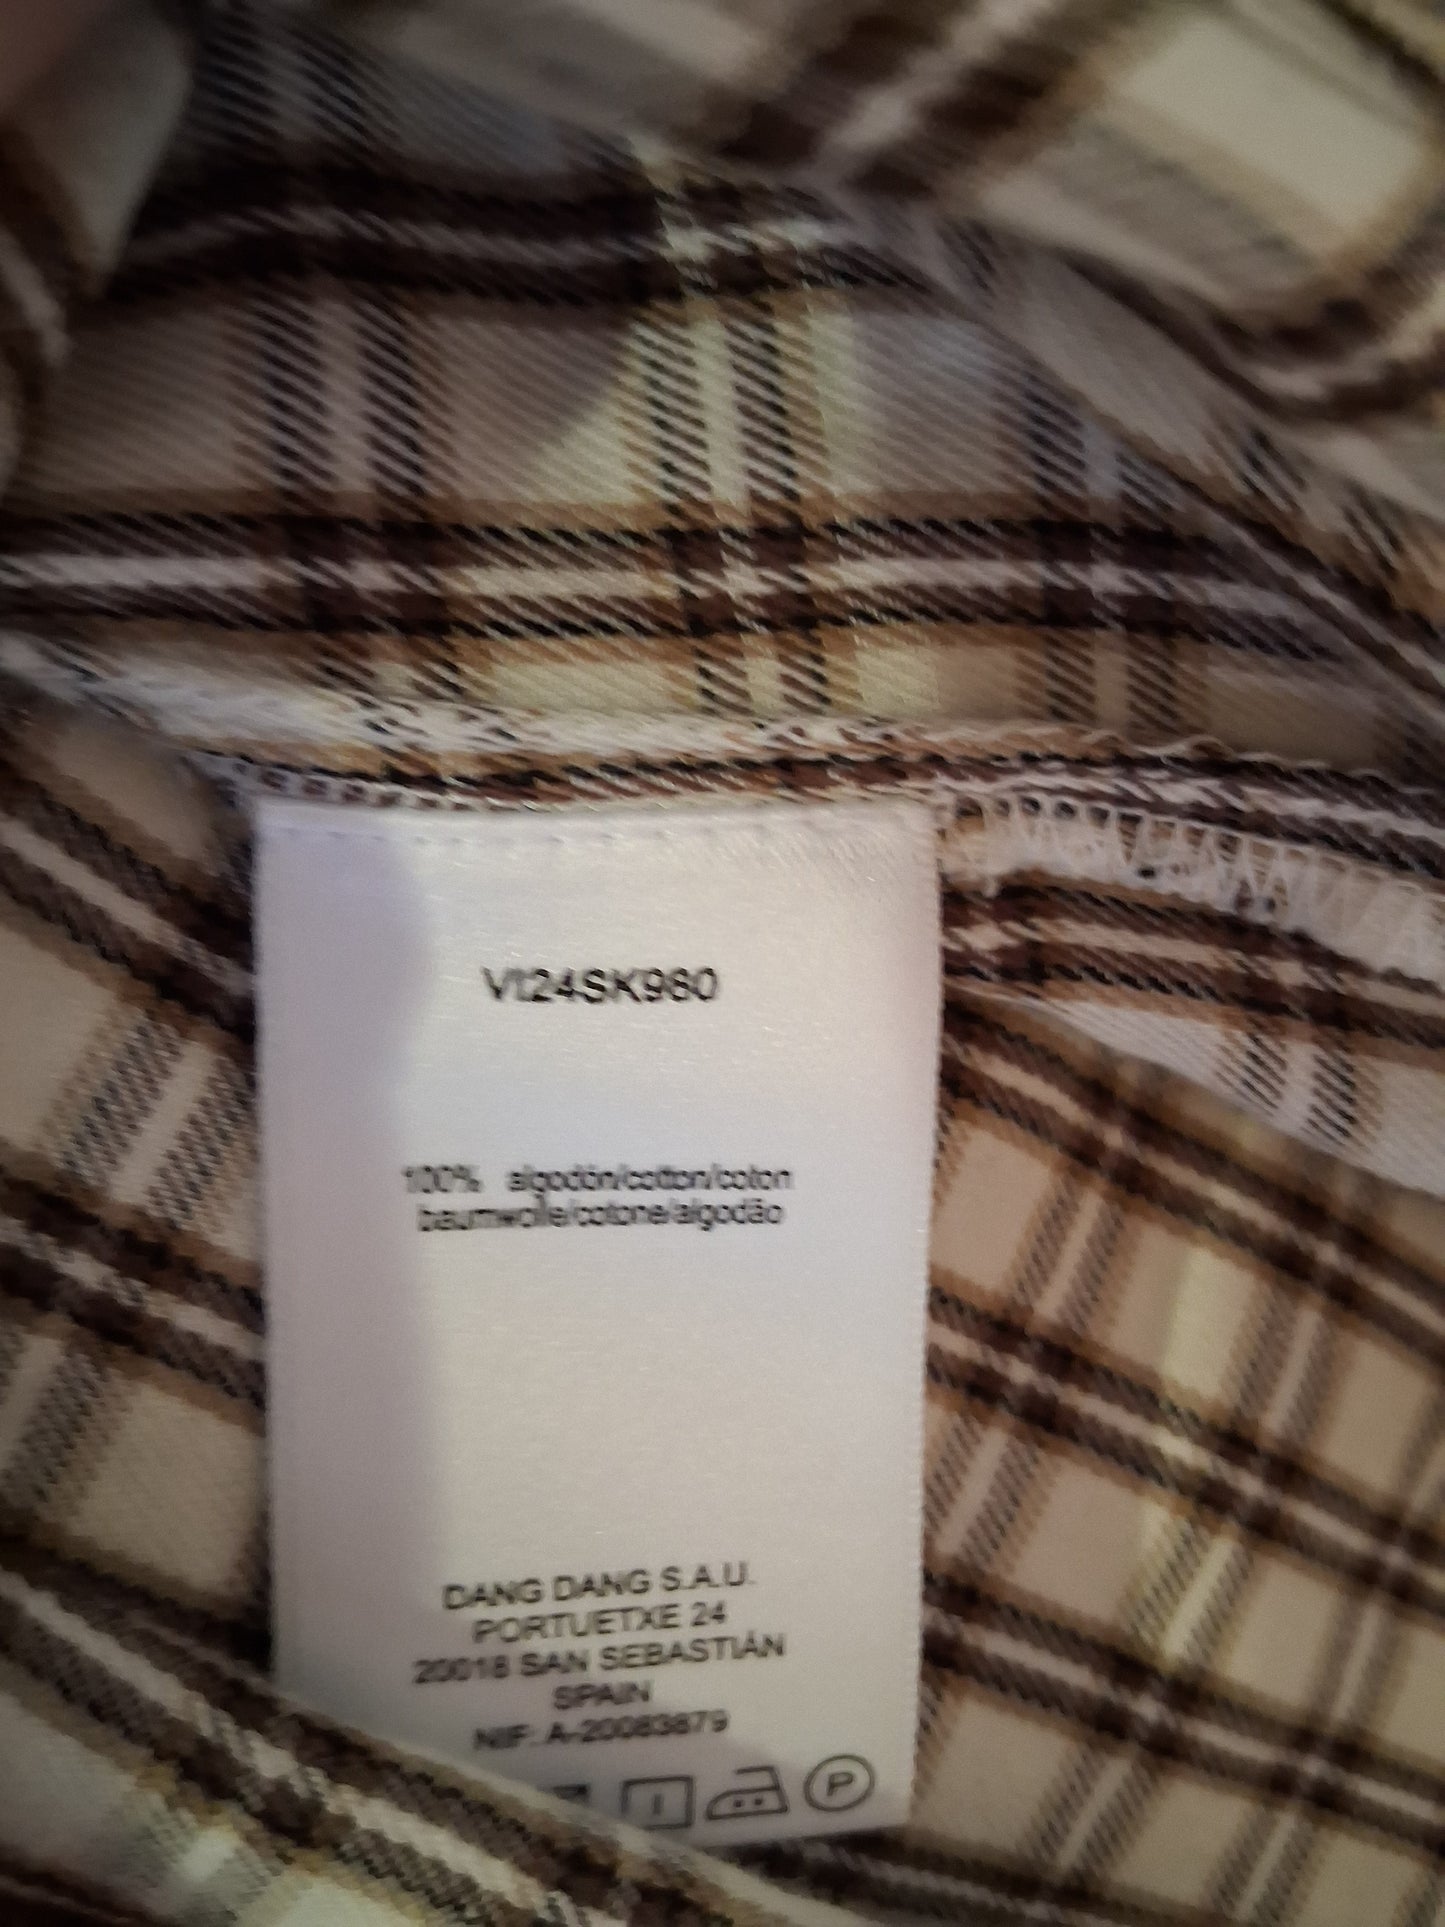 VI24SK960
100% algodón/cotton/coton
baumwolle/cotone/algodão
DANG DANG S.A.U.
PORTUETXE 24
20018 SAN SEBASTIÁN
SPAIN
NIF: A-20083879
P